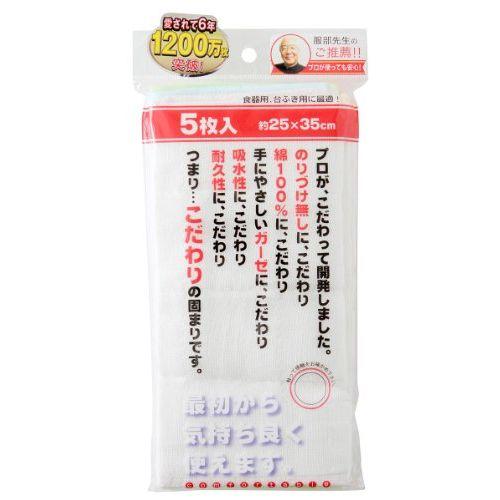 愛されて6年
1200万枚
突破!
服部先生の
ご推薦!!
プロが使っても安心!
食器用、台ふき用に最適!
5枚入 約25×35cm
プロが、こだわって開発しました。
のりづけ無しに、こだわり
綿100%に、こだわり
手にやさしいガーゼに、こだわり
吸水性に、こだわり
耐久性に、こだわり
つまり…こだわりの固まりです。
最初から
気持ち良く
使えます。
comfortable